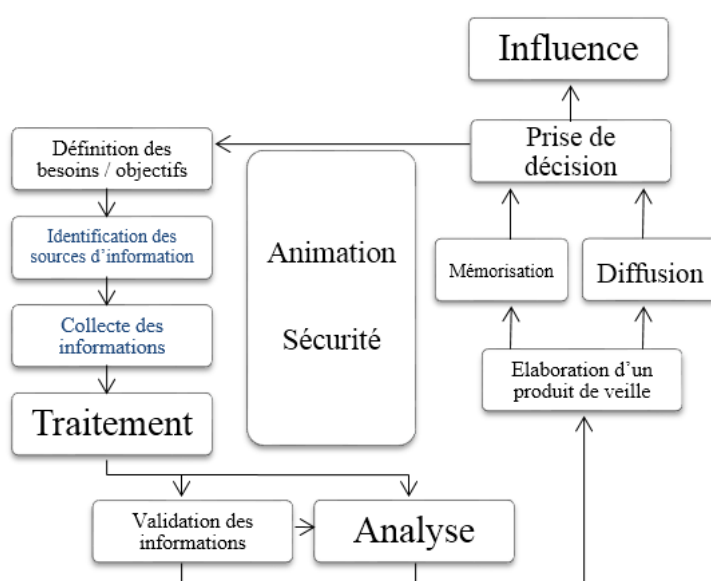 Influence
Prise de
décision
Définition des
besoins / objectifs
Identification des
sources d'information
Animation
Sécurité
Mémorisation
Diffusion
Collecte des
informations
Elaboration d'un
produit de veille
Traitement
Validation des
informations
Analyse